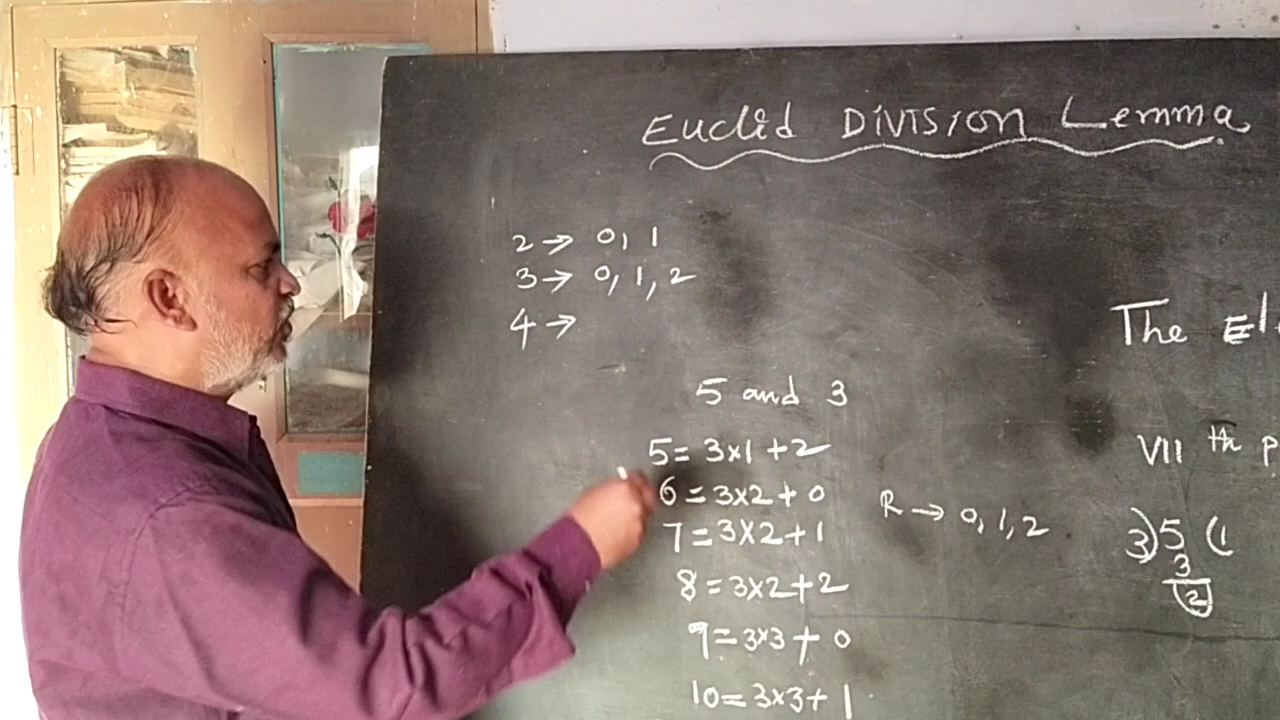 Euclid DIVISION Lemma
2 → 0, 1
3 → 0, 1, 2
4 →
5 and 3
5 = 3x1 + 2
6 = 3x2 + 0
7 = 3x2 + 1
8 = 3x2 + 2
9 = 3x3 + 0
10 = 3x3 + 1
R → 0, 1, 2
The
VII th
3) 5 (1
3
2